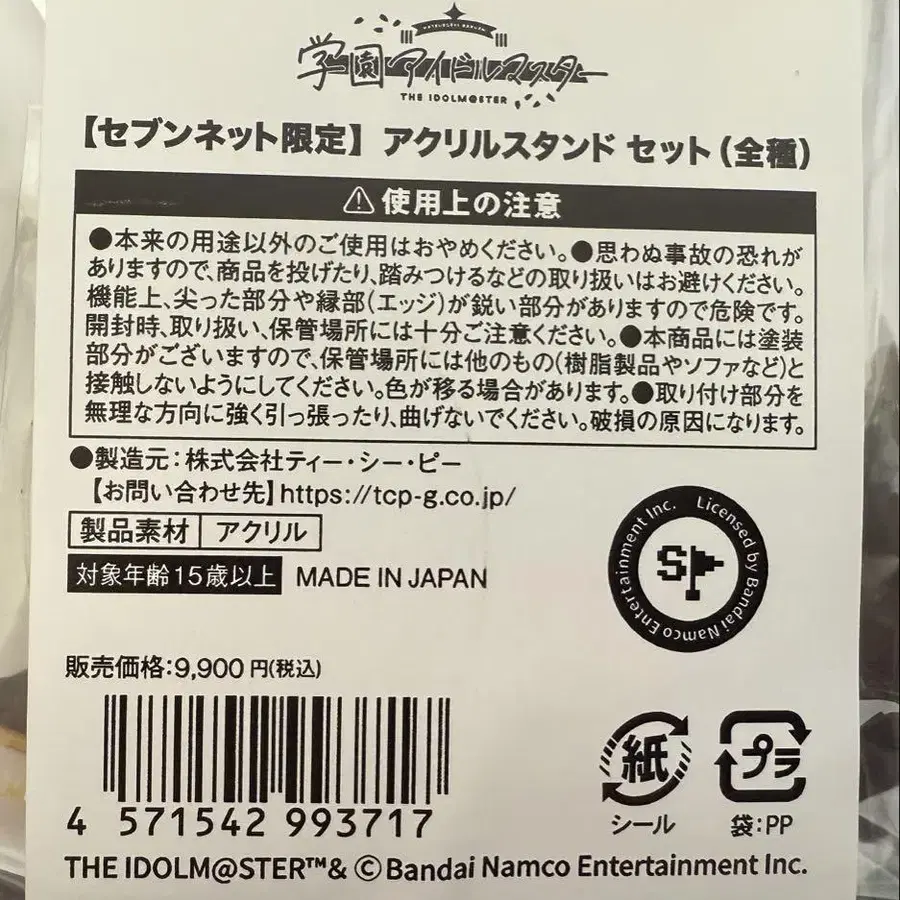 学園アイドルマスター
THE IDOLM@STER
【セブンネット限定】アクリルスタンド セット(全種)
⚠使用上の注意
●本来の用途以外のご使用はおやめください。●思わぬ事故の恐れが
ありますので、商品を投げたり、踏みつけるなどの取り扱いはお避けください。
機能上、尖った部分や縁部(エッジ)が鋭い部分がありますので危険です。
開封時、取り扱い、保管場所には十分ご注意ください。●本商品には塗装
部分がございますので、保管場所には他のもの(樹脂製品やソファなど)と
接触しないようにしてください。色が移る場合があります。●取り付け部分を
無理な方向に強く引っ張ったり、曲げないでください。破損の原因になります。
●製造元:株式会社ティー・シー・ピー
【お問い合わせ先】https://tcp-g.co.jp/
製品素材 アクリル
対象年齢15歳以上 MADE IN JAPAN
Licensed by Bandai Namco Entertainment Inc.
SP
販売価格:9,900円(税込)
4 571542 993717
紙
シール
プラ
袋:PP
THE IDOLM@STER™& ©Bandai Namco Entertainment Inc.